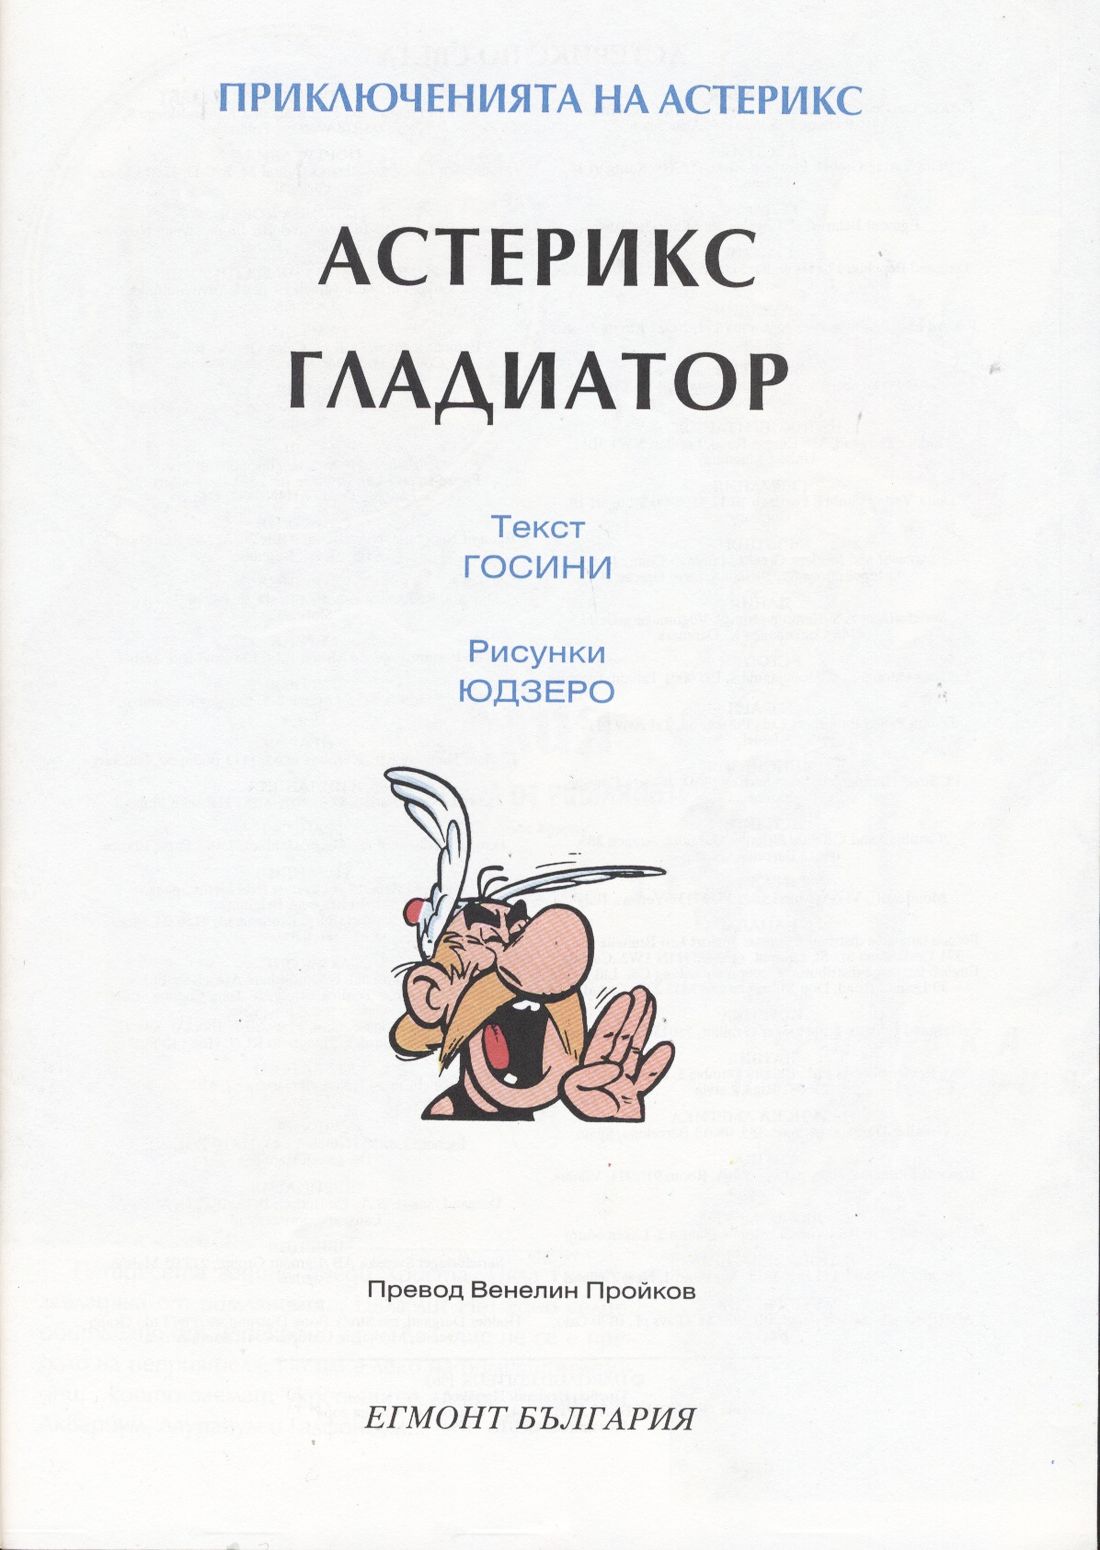 ПРИКЛЮЧЕНИЯТА НА АСТЕРИКС
АСТЕРИКС
ГЛАДИАТОР
Текст
ГОСИНИ
Рисунки
ЮДЗЕРО
Превод Венелин Пройков
ЕГМОНТ БЪЛГАРИЯ